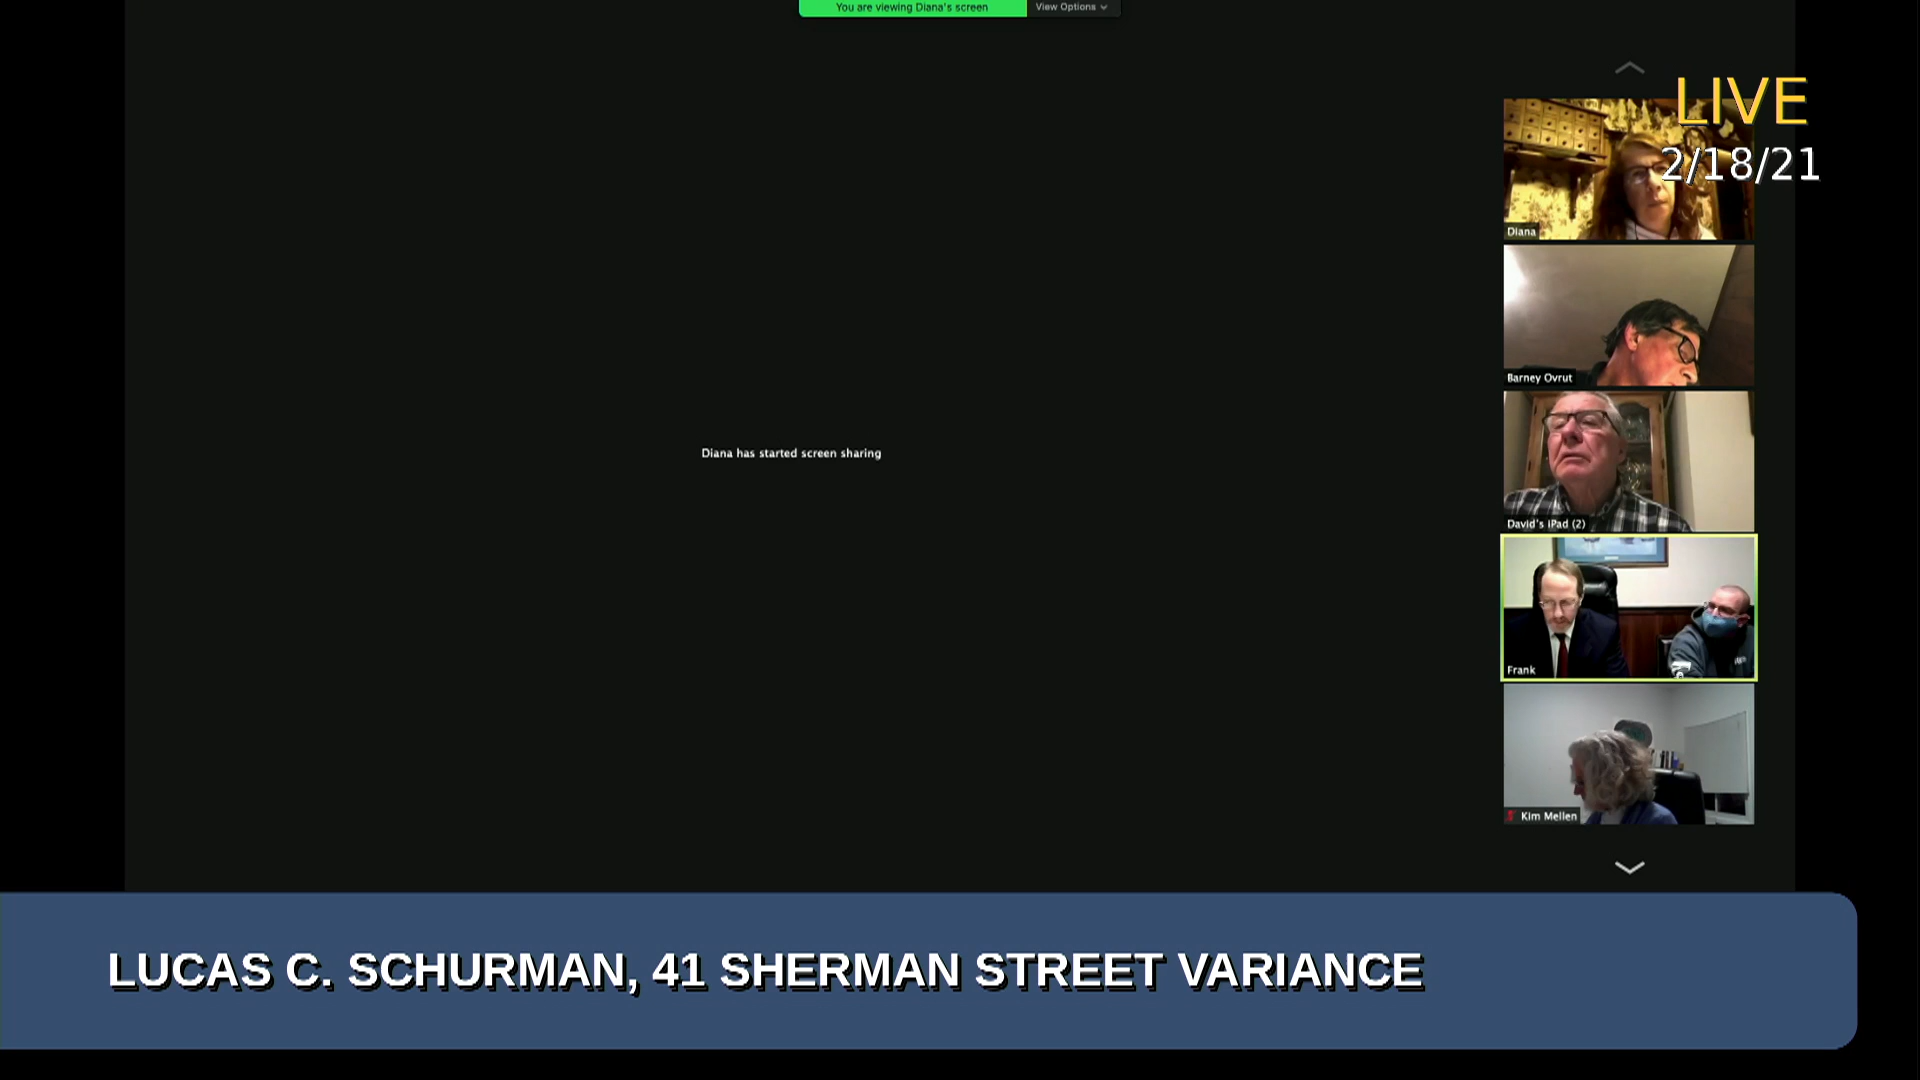 You are viewing Diana's screen
View Options
LIVE
2/18/21
Diana
Barney Ovrut
Diana has started screen sharing
David's iPad (2)
Frank
Kim Mellen
LUCAS C. SCHURMAN, 41 SHERMAN STREET VARIANCE